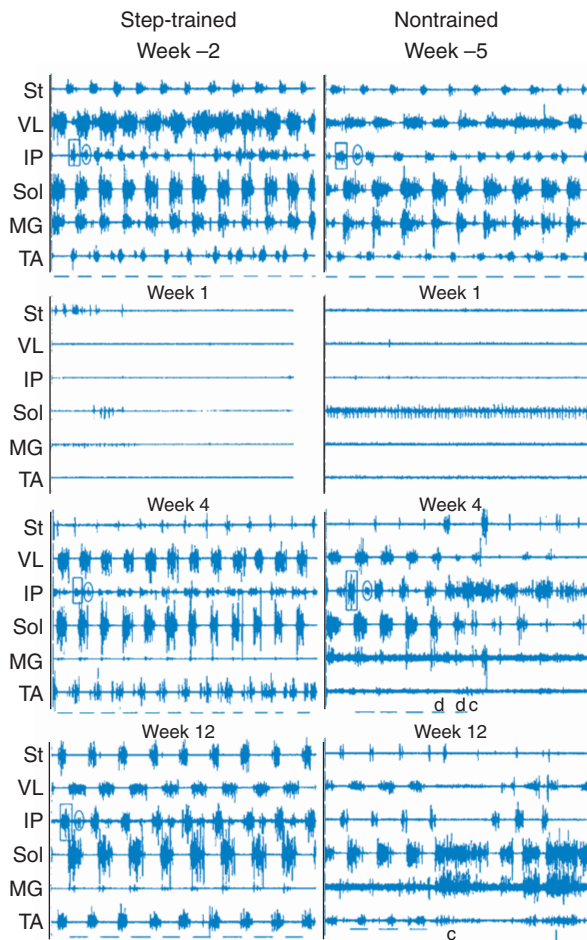 Step-trained Nontrained
Week –2 Week –5
St
VL
IP
Sol
MG
TA
Week 1 Week 1
St
VL
IP
Sol
MG
TA
Week 4 Week 4
St
VL
IP
Sol
MG
TA
d d c
Week 12 Week 12
St
VL
IP
Sol
MG
TA
c